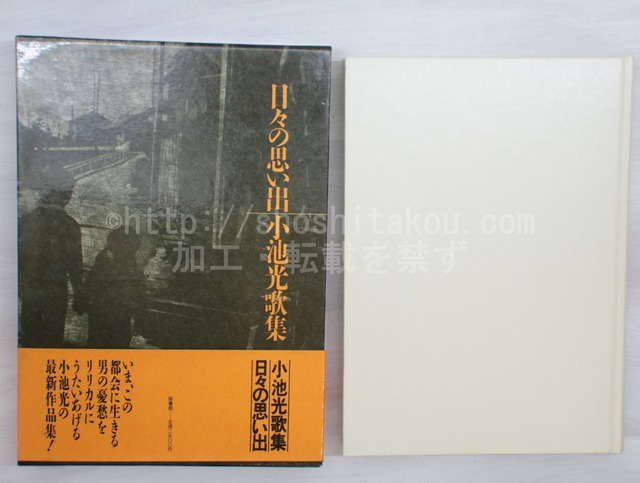 日々の思い出 小池光歌集
©http://shoshitakou.com
加工・転載を禁ず
小池光歌集
日々の思い出
いま、この
都会に生きる
男の憂愁を
リリカルに
うたいあげる
小池光の
最新作品集!